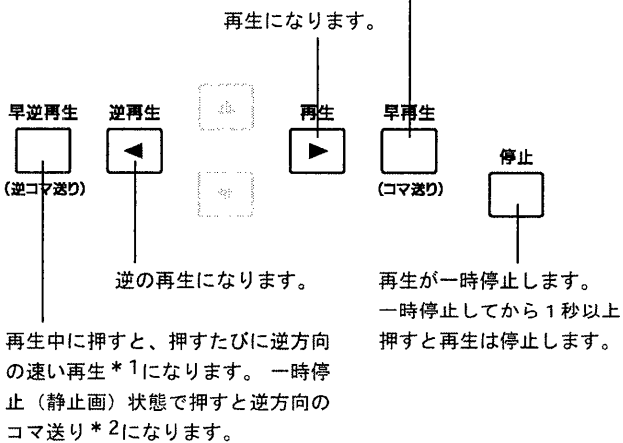 再生になります。
早逆再生
逆再生
再生
早再生
(逆コマ送り)
(コマ送り)
停止
逆の再生になります。
再生が一時停止します。
一時停止してから1秒以上
押すと再生は停止します。
再生中に押すと、押すたびに逆方向
の速い再生*1になります。 一時停
止（静止画）状態で押すと逆方向の
コマ送り*2になります。